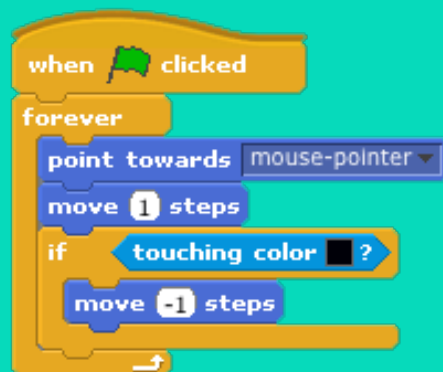 when clicked
forever
point towards mouse-pointer
move 1 steps
if touching color ?
move -1 steps